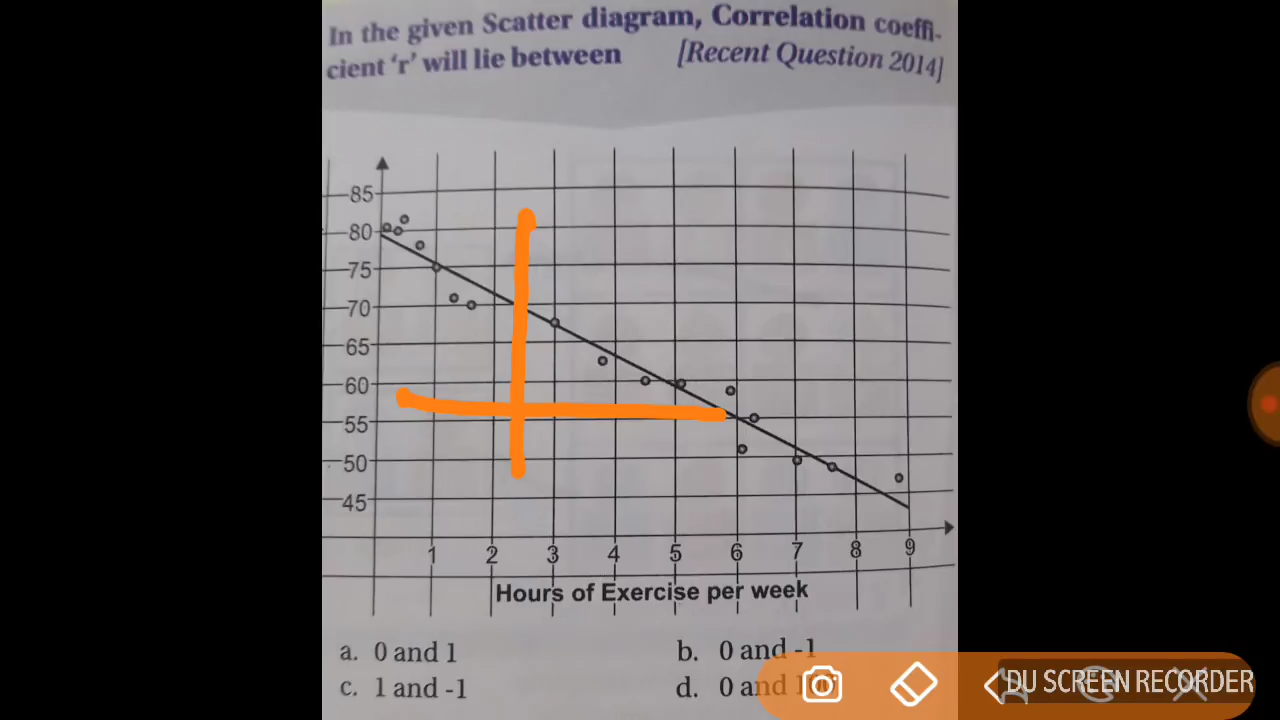 In the given Scatter diagram, Correlation coeffi-
cient ‘r’ will lie between [Recent Question 2014]
85
80
75
70
65
60
55
50
45
1 2 3 4 5 6 7 8 9
Hours of Exercise per week
a. 0 and 1 b. 0 and -1
c. 1 and -1 d. 0 and
DU SCREEN RECORDER